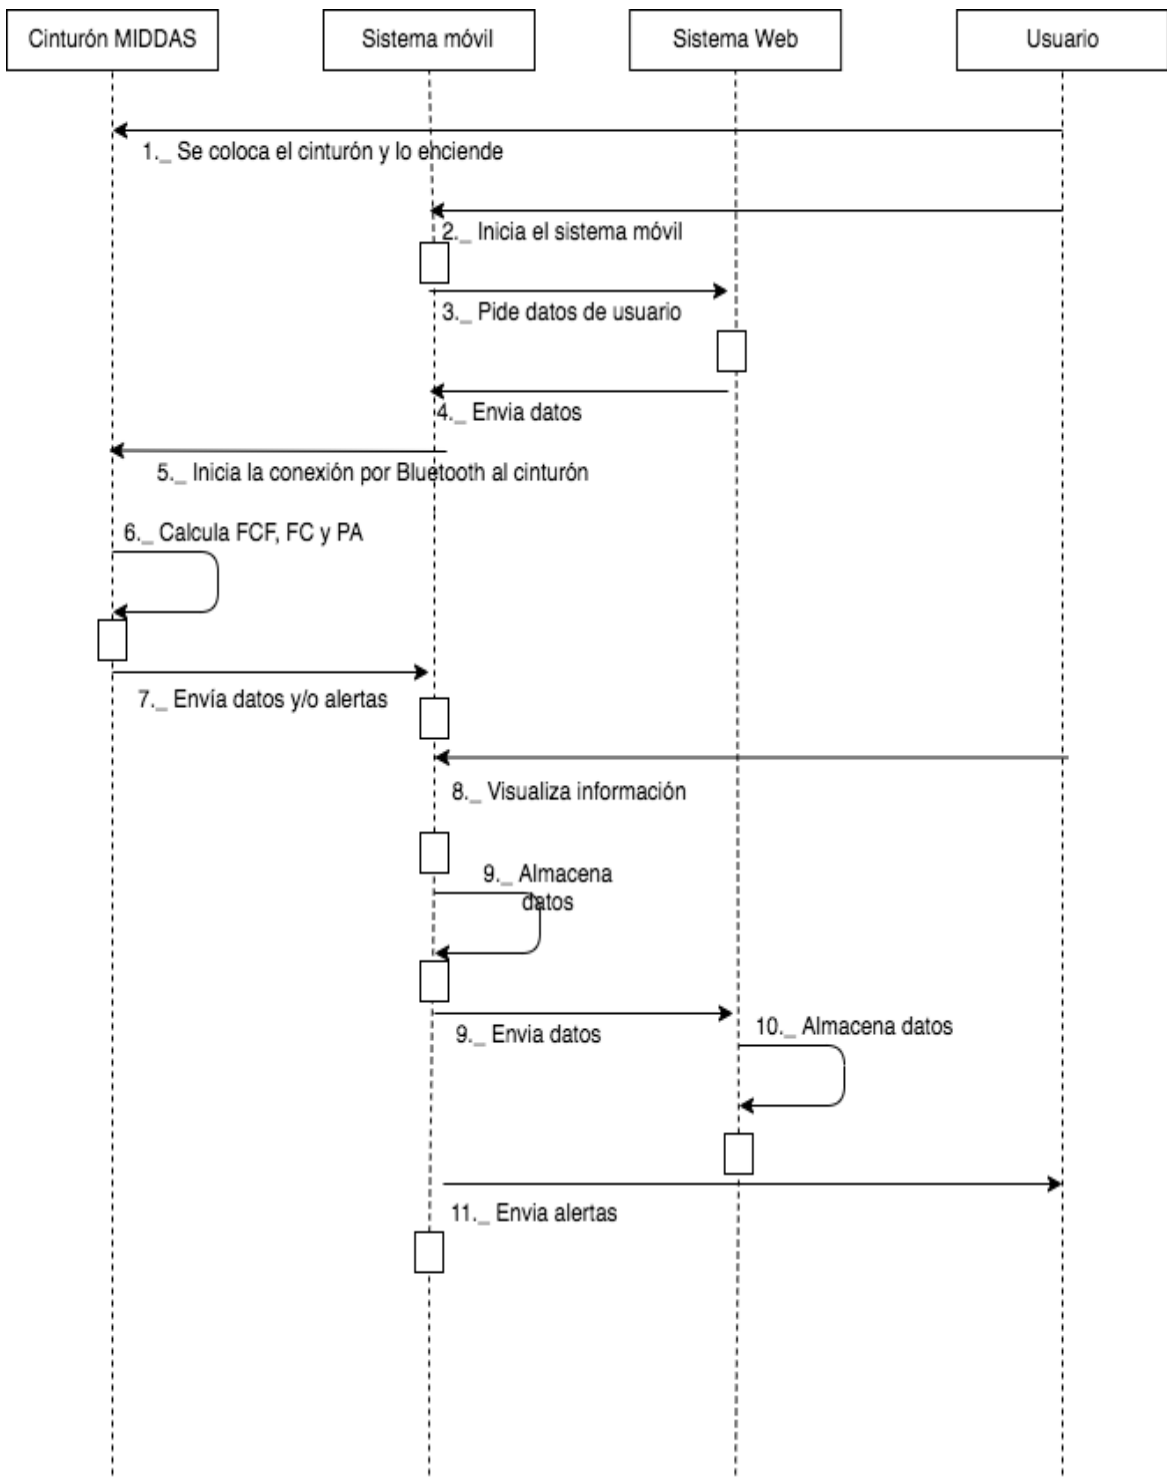 Cinturón MIDDAS
Sistema móvil
Sistema Web
Usuario
1._ Se coloca el cinturón y lo enciende
2._ Inicia el sistema móvil
3._ Pide datos de usuario
4._ Envia datos
5._ Inicia la conexión por Bluetooth al cinturón
6._ Calcula FCF, FC y PA
7._ Envía datos y/o alertas
8._ Visualiza información
9._ Almacena
datos
9._ Envia datos
10._ Almacena datos
11._ Envia alertas